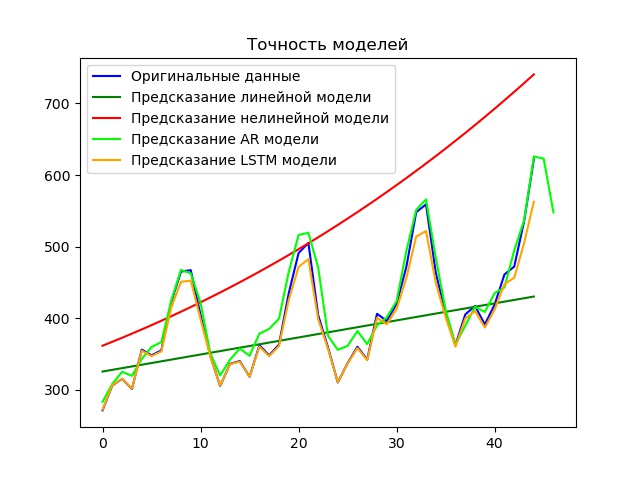 Точность моделей
Оригинальные данные
Предсказание линейной модели
Предсказание нелинейной модели
Предсказание AR модели
Предсказание LSTM модели
700
600
500
400
300
0 10 20 30 40